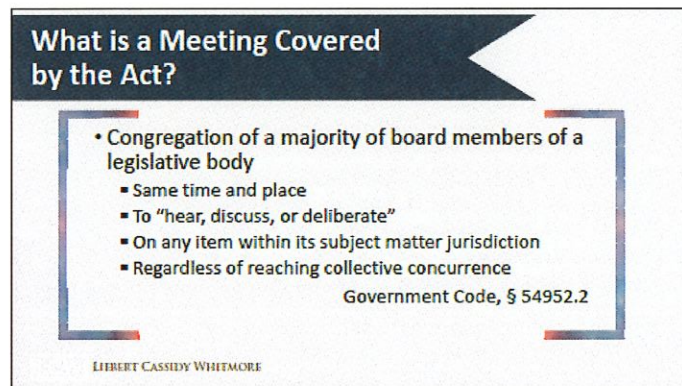 What is a Meeting Covered
by the Act?
• Congregation of a majority of board members of a
legislative body
▪ Same time and place
▪ To "hear, discuss, or deliberate"
▪ On any item within its subject matter jurisdiction
▪ Regardless of reaching collective concurrence
Government Code, § 54952.2
LIEBERT CASSIDY WHITMORE